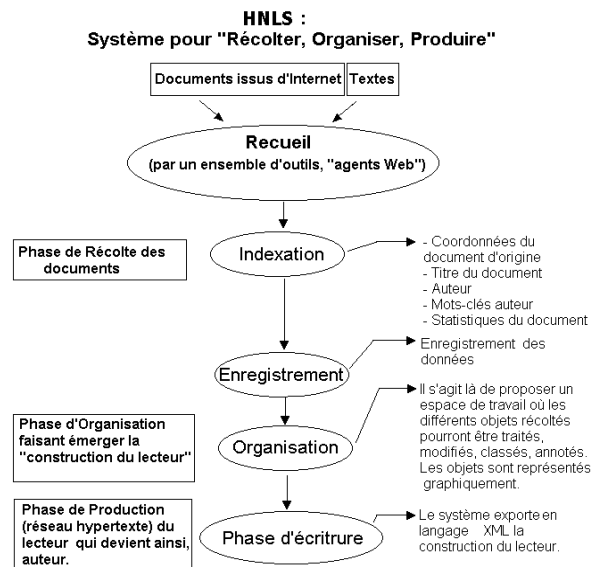 HNLS :
Système pour "Récolter, Organiser, Produire"
Documents issus d'Internet
Textes
Recueil
(par un ensemble d'outils, "agents Web")
Phase de Récolte des
documents
Indexation
- Coordonnées du
document d'origine
- Titre du document
- Auteur
- Mots-clés auteur
- Statistiques du document
Enregistrement
Enregistrement des
données
Phase d'Organisation
faisant émerger la
"construction du lecteur"
Organisation
Il s'agit là de proposer un
espace de travail où les
différents objets récoltés
pourront être traités,
modifiés, classés, annotés.
Les objets sont représentés
graphiquement.
Phase de Production
(réseau hypertexte) du
lecteur qui devient ainsi,
auteur.
Phase d'écritrure
Le système exporte en
langage XML la
construction du lecteur.